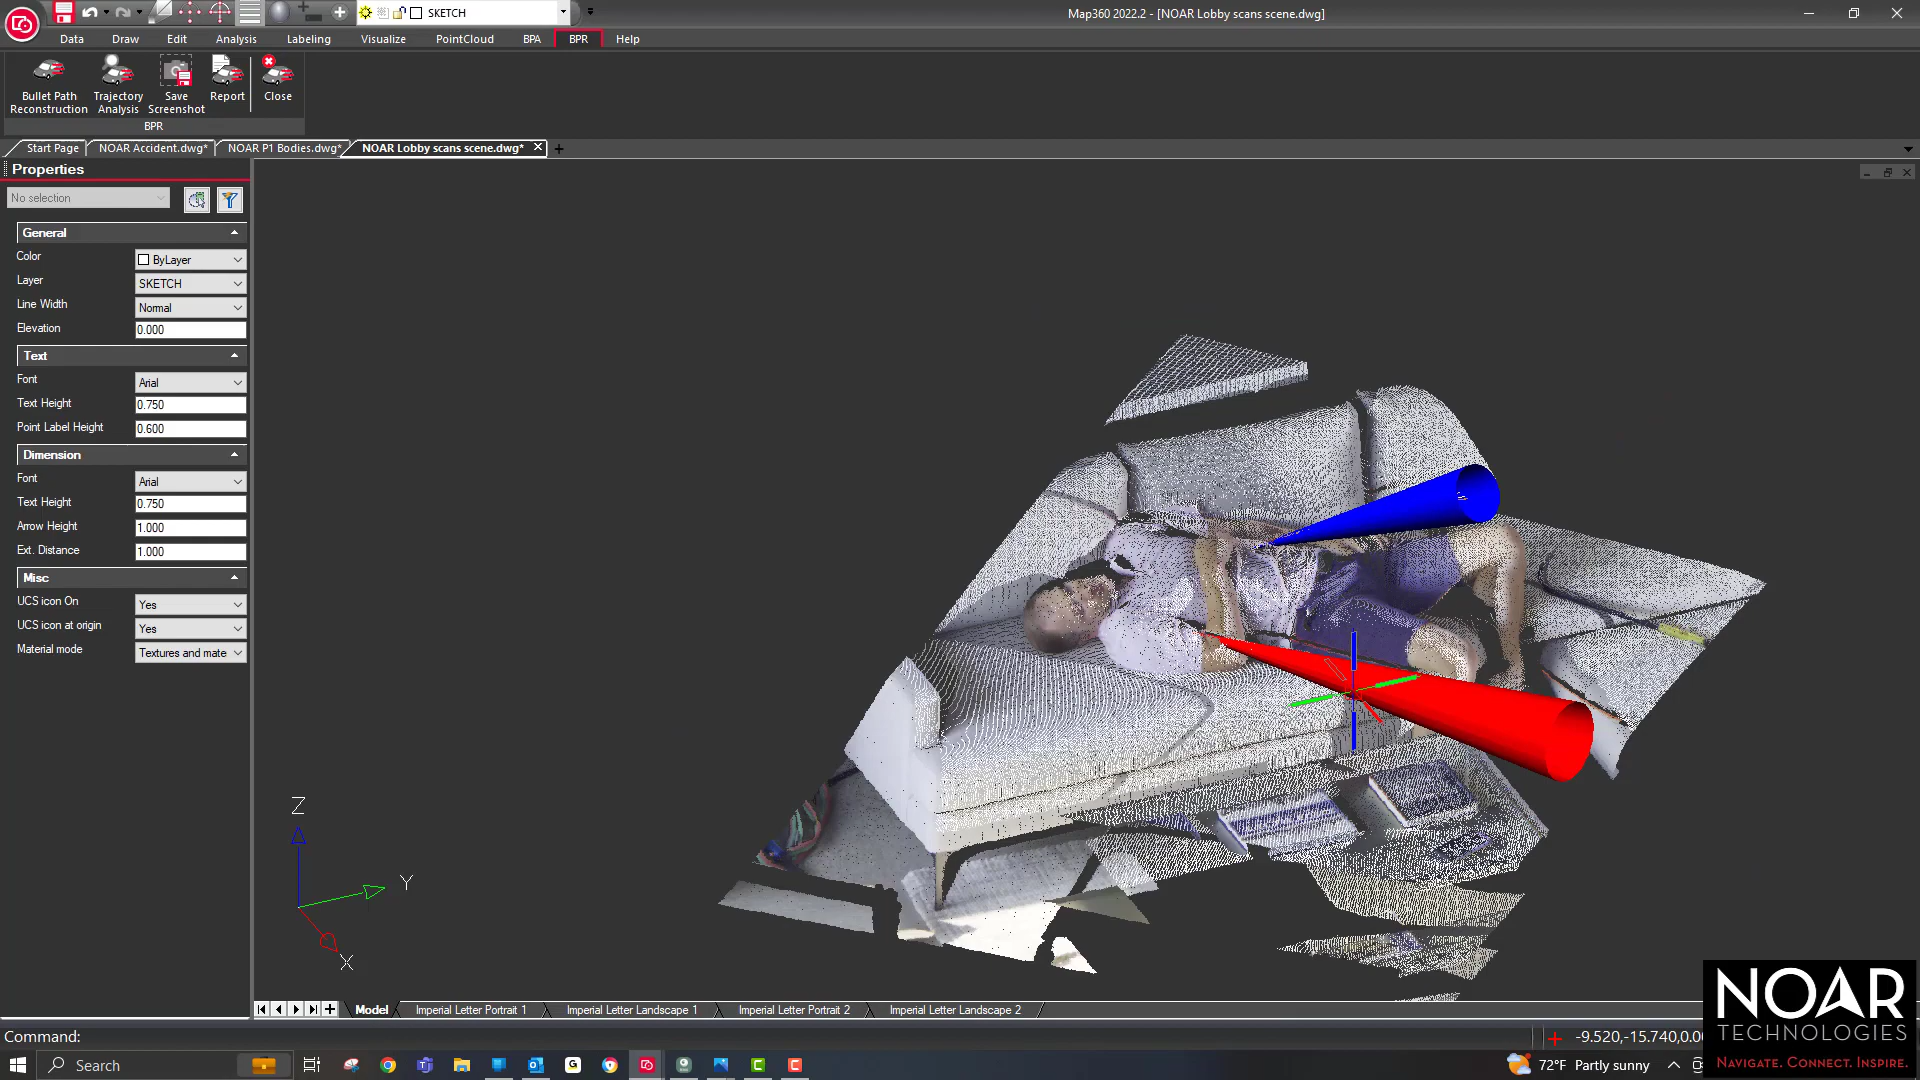 SKETCH
Map360 2022.2 - [NOAR Lobby scans scene.dwg]
Data Draw Edit Analysis Labeling Visualize PointCloud BPA BPR Help
Bullet Path Reconstruction
Trajectory Analysis
Save Screenshot
Report
Close
BPR
Start Page
NOAR Accident.dwg*
NOAR P1 Bodies.dwg*
NOAR Lobby scans scene.dwg*
Properties
No selection
General
Color ByLayer
Layer SKETCH
Line Width Normal
Elevation 0.000
Text
Font Arial
Text Height 0.750
Point Label Height 0.600
Dimension
Font Arial
Text Height 0.750
Arrow Height 1.000
Ext. Distance 1.000
Misc
UCS icon On Yes
UCS icon at origin Yes
Material mode Textures and mate
Z
Y
X
Model
Imperial Letter Portrait 1
Imperial Letter Landscape 1
Imperial Letter Portrait 2
Imperial Letter Landscape 2
Command:
-9.520,-15.740,0.0
Search
72°F Partly sunny
NOAR
TECHNOLOGIES
NAVIGATE. CONNECT. INSPIRE.